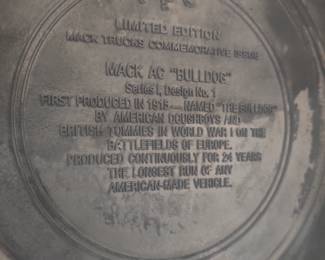 LIMITED EDITION
MACK TRUCKS COMMEMORATIVE ISSUE
MACK AC "BULLDOG"
Series I, Design No. 1
FIRST PRODUCED IN 1915 — NAMED "THE BULLDOG"
BY AMERICAN DOUGHBOYS AND
BRITISH TOMMIES IN WORLD WAR I ON THE
BATTLEFIELDS OF EUROPE.
PRODUCED CONTINUOUSLY FOR 24 YEARS
THE LONGEST RUN OF ANY
AMERICAN-MADE VEHICLE.